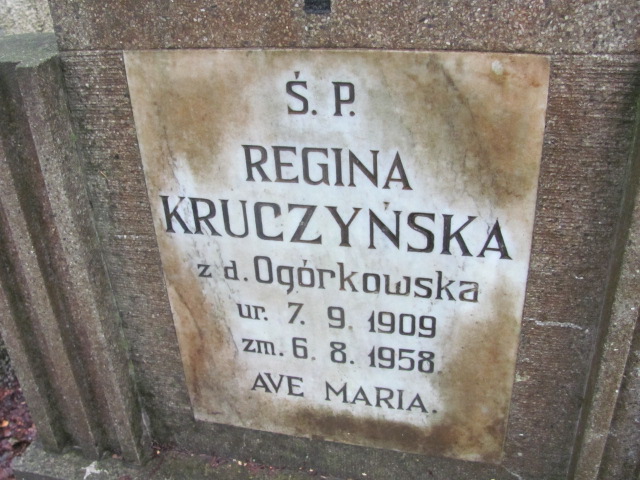 Ś. P.
REGINA
KRUCZYŃSKA
z d. Ogórkowska
ur. 7. 9. 1909
zm. 6. 8. 1958.
AVE MARIA.